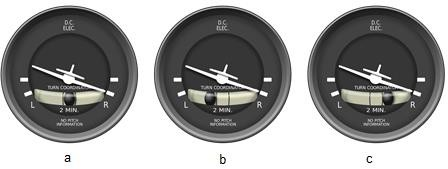 D.C.
ELEC.
TURN COORDINATOR
L
R
2 MIN.
NO PITCH
INFORMATION
a
D.C.
ELEC.
TURN COORDINATOR
L
R
2 MIN.
NO PITCH
INFORMATION
b
D.C.
ELEC.
TURN COORDINATOR
L
R
2 MIN.
NO PITCH
INFORMATION
c